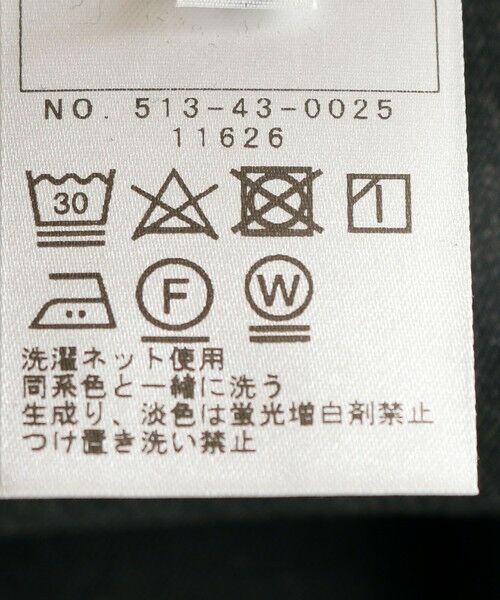 NO. 513-43-0025
11626
30
F W
洗濯ネット使用
同系色と一緒に洗う
生成り、淡色は蛍光増白剤禁止
つけ置き洗い禁止